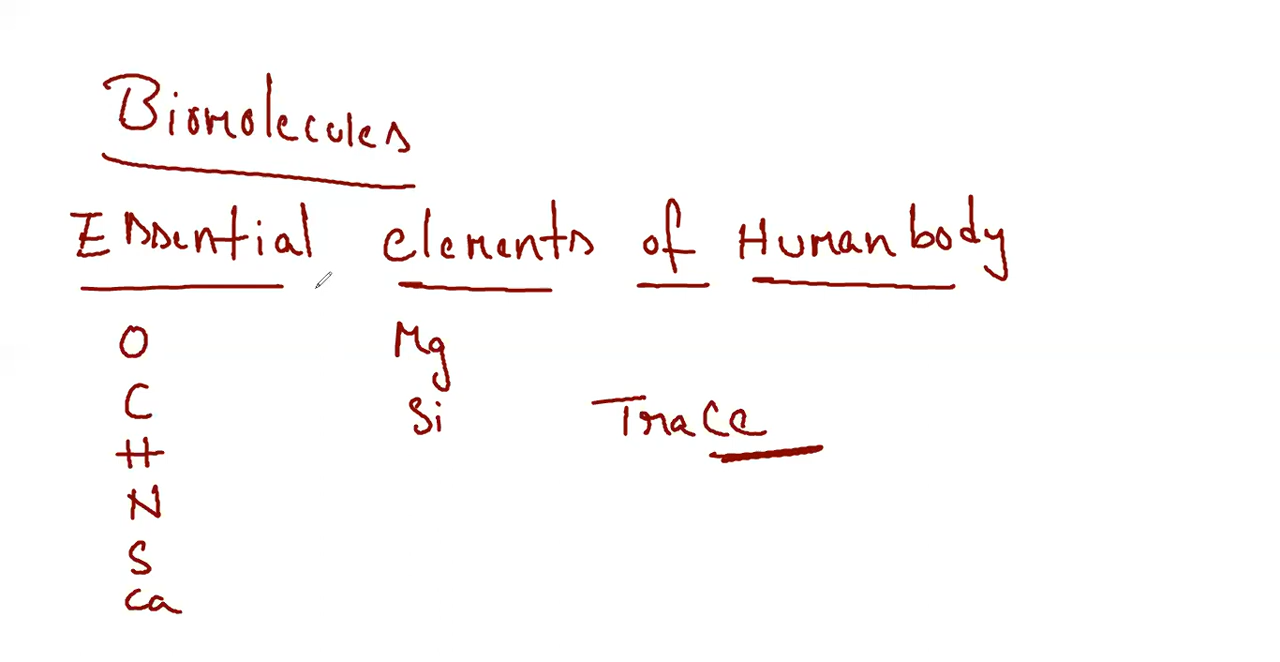 Biomolecules
Essential elements of Human body
O
C
H
N
S
Ca
Mg
Si
Trace